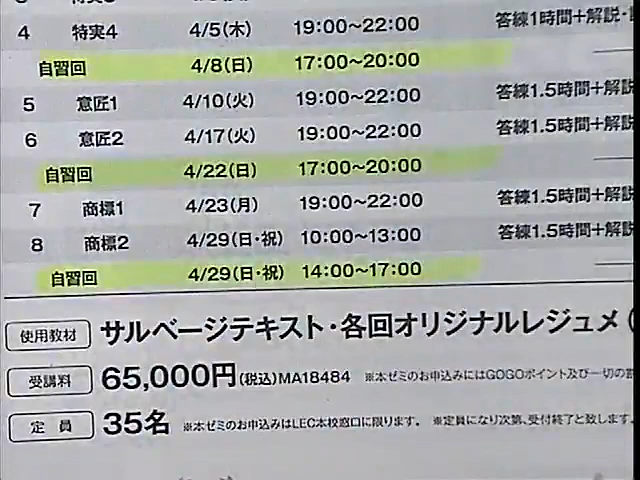 4 特実4 4/5(木) 19:00~22:00 答練1時間+解説・
自習回 4/8(日) 17:00~20:00
5 意匠1 4/10(火) 19:00~22:00 答練1.5時間+解説
6 意匠2 4/17(火) 19:00~22:00 答練1.5時間+解説
自習回 4/22(日) 17:00~20:00
7 商標1 4/23(月) 19:00~22:00 答練1.5時間+解説
8 商標2 4/29(日・祝) 10:00~13:00 答練1.5時間+解説
自習回 4/29(日・祝) 14:00~17:00
使用教材 サルベージテキスト・各回オリジナルレジュメ(
受講料 65,000円(税込)MA18484 ※本ゼミのお申込みにはGOGOポイント及び一切の割
定員 35名 ※本ゼミのお申込みはLEC本校窓口に限ります。 ※定員になり次第、受付終了と致します。